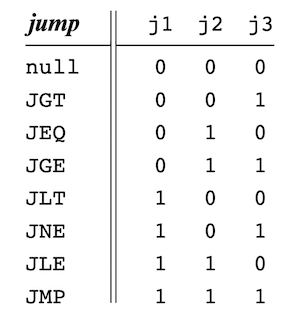 jump j1 j2 j3
null 0 0 0
JGT 0 0 1
JEQ 0 1 0
JGE 0 1 1
JLT 1 0 0
JNE 1 0 1
JLE 1 1 0
JMP 1 1 1